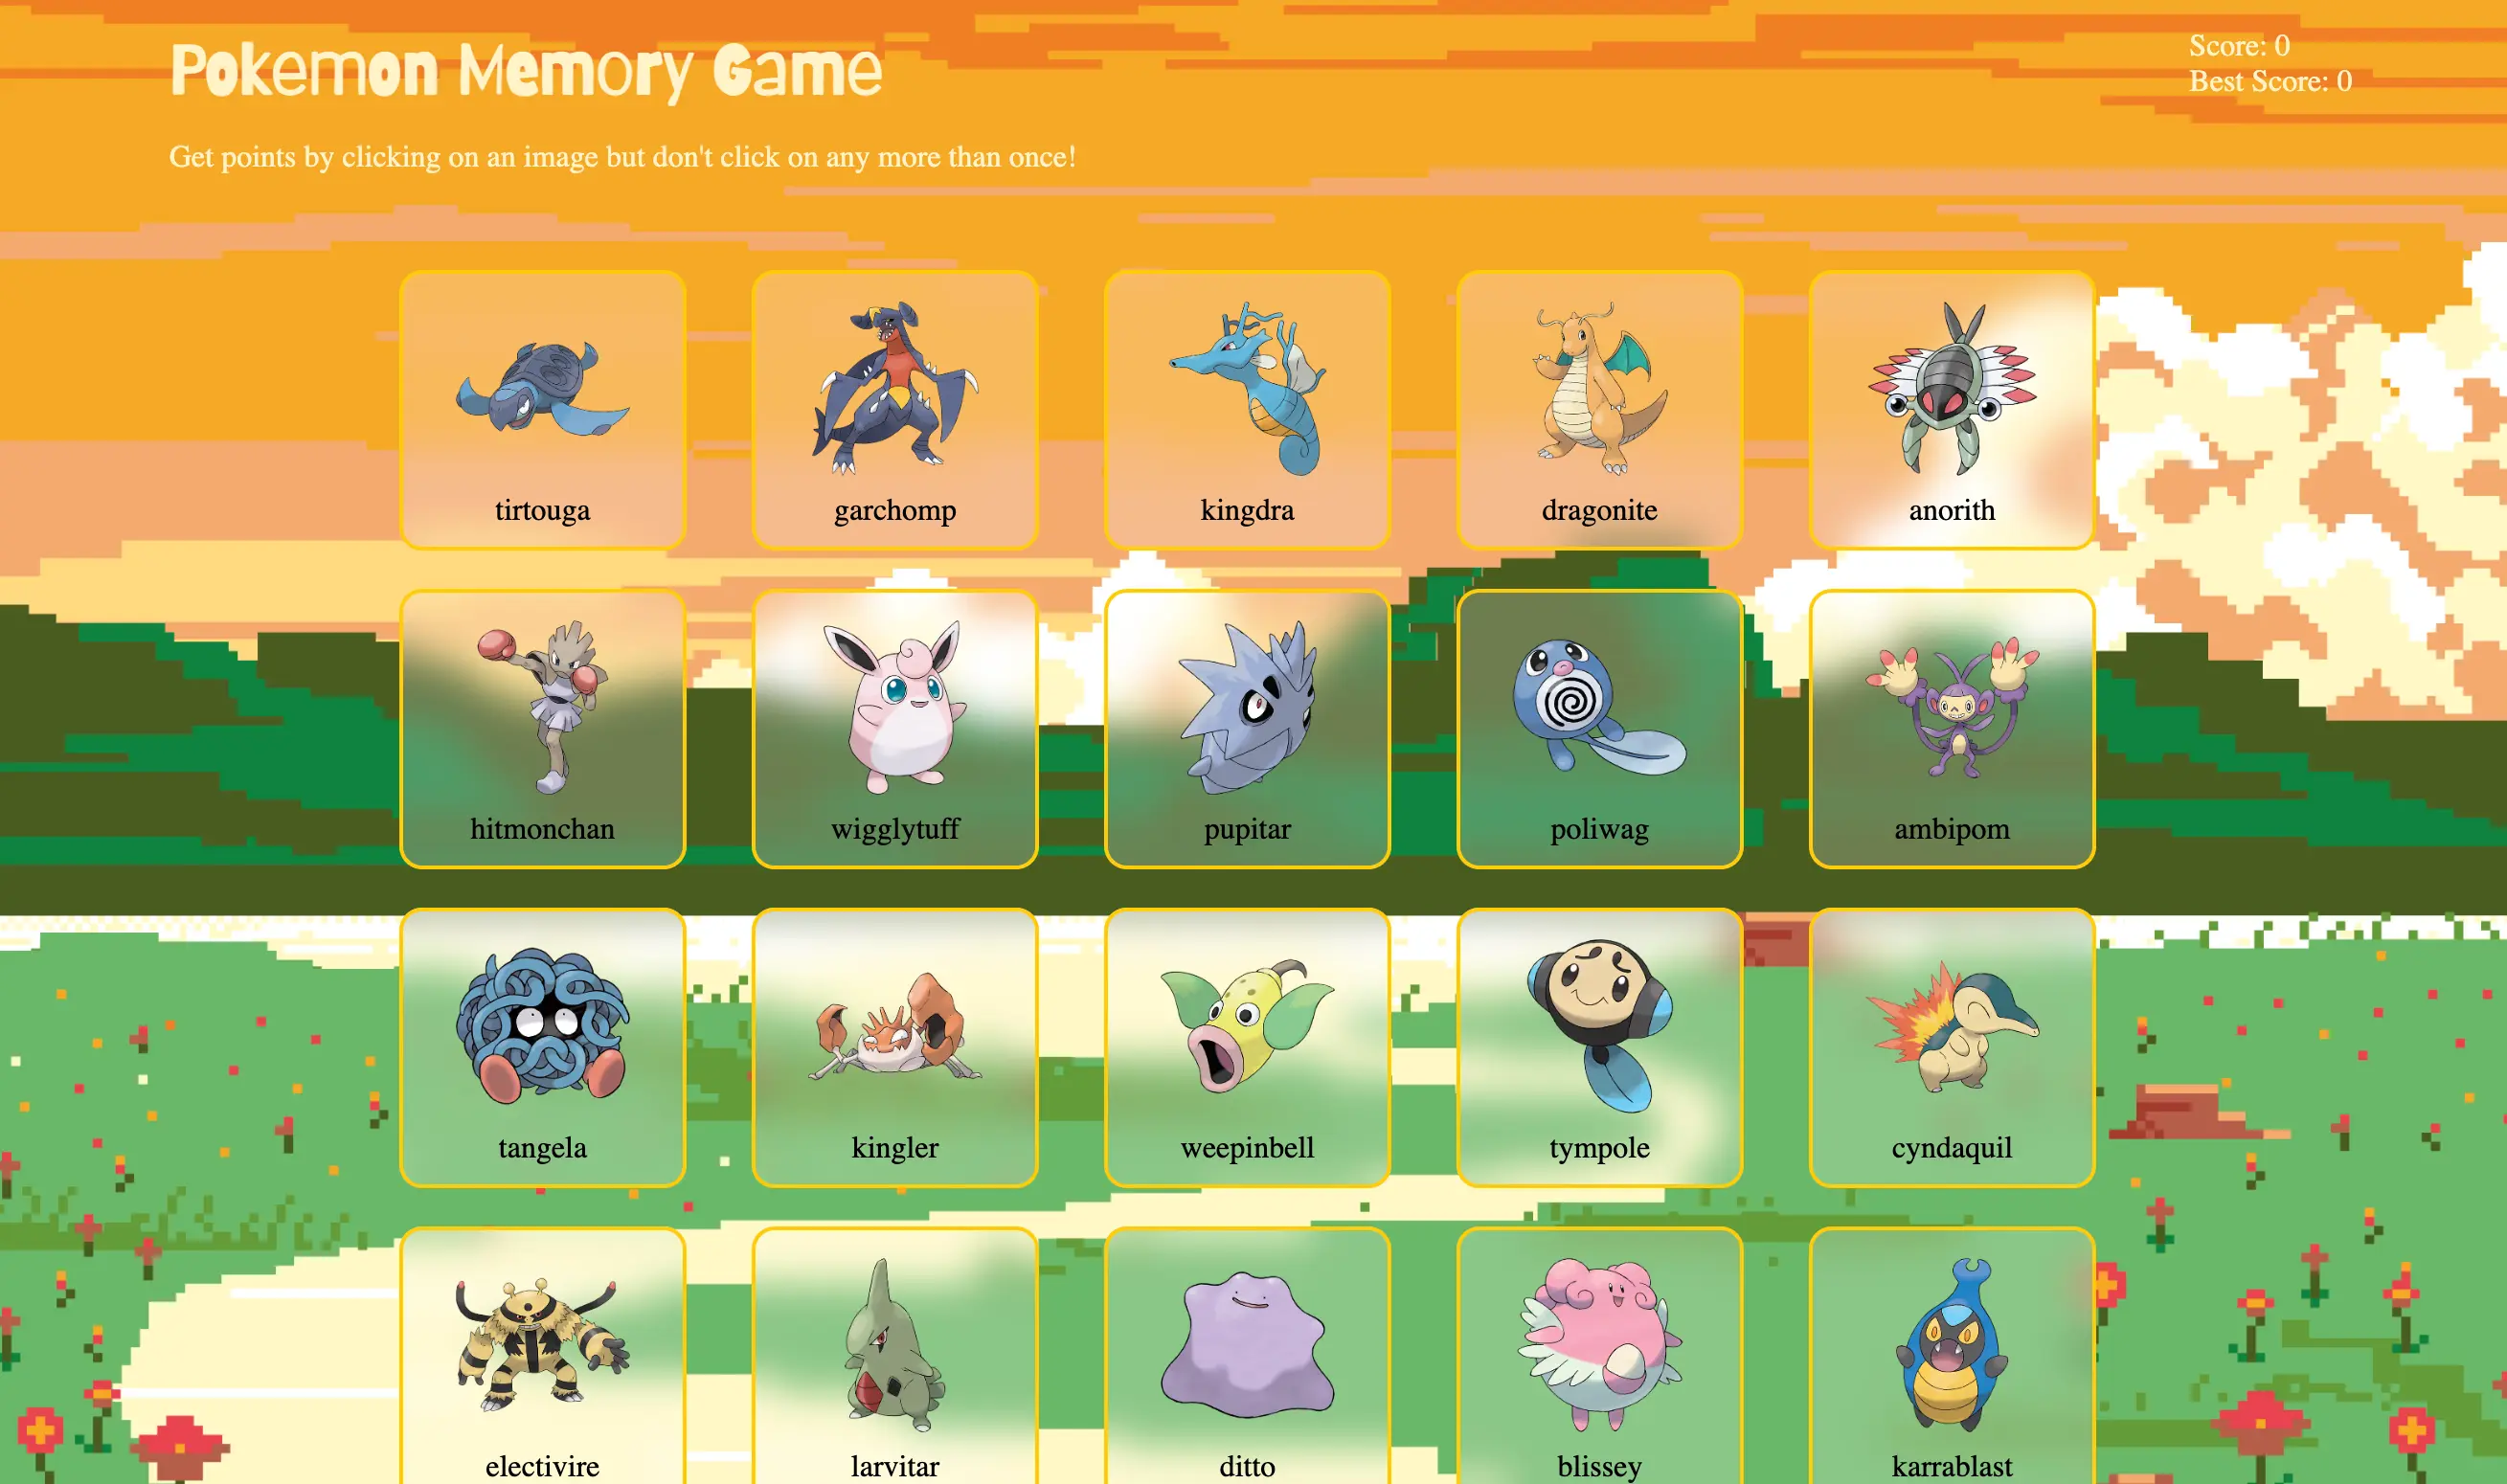 Pokemon Memory Game
Score: 0
Best Score: 0
Get points by clicking on an image but don't click on any more than once!
tirtouga
garchomp
kingdra
dragonite
anorith
hitmonchan
wigglytuff
pupitar
poliwag
ambipom
tangela
kingler
weepinbell
tympole
cyndaquil
electivire
larvitar
ditto
blissey
karrablast